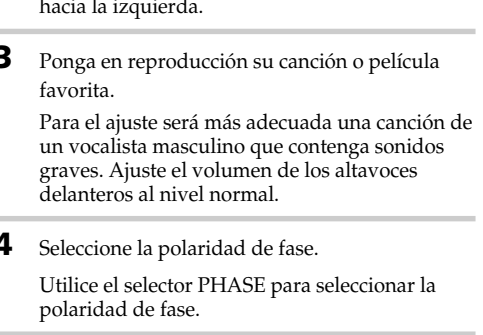 hacia la izquierda.
3 Ponga en reproducción su canción o película
favorita.
Para el ajuste será más adecuada una canción de
un vocalista masculino que contenga sonidos
graves. Ajuste el volumen de los altavoces
delanteros al nivel normal.
4 Seleccione la polaridad de fase.
Utilice el selector PHASE para seleccionar la
polaridad de fase.